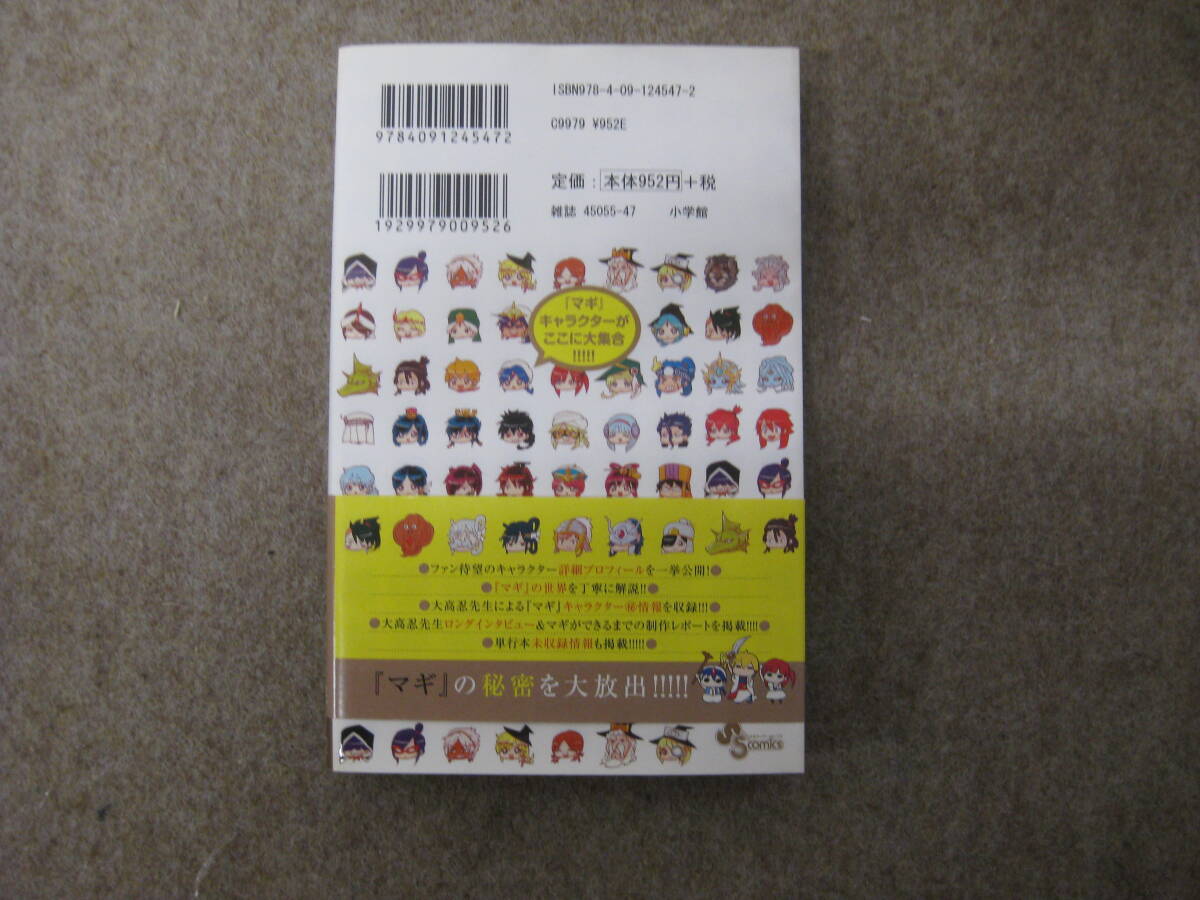 ISBN978-4-09-124547-2
9784091245472
C9979 ¥952E
定価：本体952円+税
1929979009526
雑誌 45055-47 小学館
『マギ』
キャラクターが
ここに大集合
!!!!!
●ファン待望のキャラクター詳細プロフィールを一挙公開!●
●『マギ』の世界を丁寧に解説!!●
●大高忍先生による『マギ』キャラクター㊙情報を収録!!!●
●大高忍先生ロングインタビュー&マギができるまでの制作レポートを掲載!!!!●
●単行本未収録情報も掲載!!!!!●
『マギ』の秘密を大放出!!!!!
SS comics